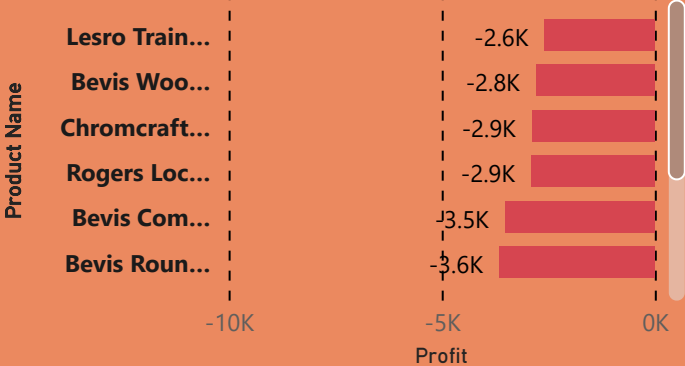 Product Name
Lesro Train... -2.6K
Bevis Woo... -2.8K
Chromcraft... -2.9K
Rogers Loc... -2.9K
Bevis Com... -3.5K
Bevis Roun... -3.6K
-10K -5K 0K
Profit